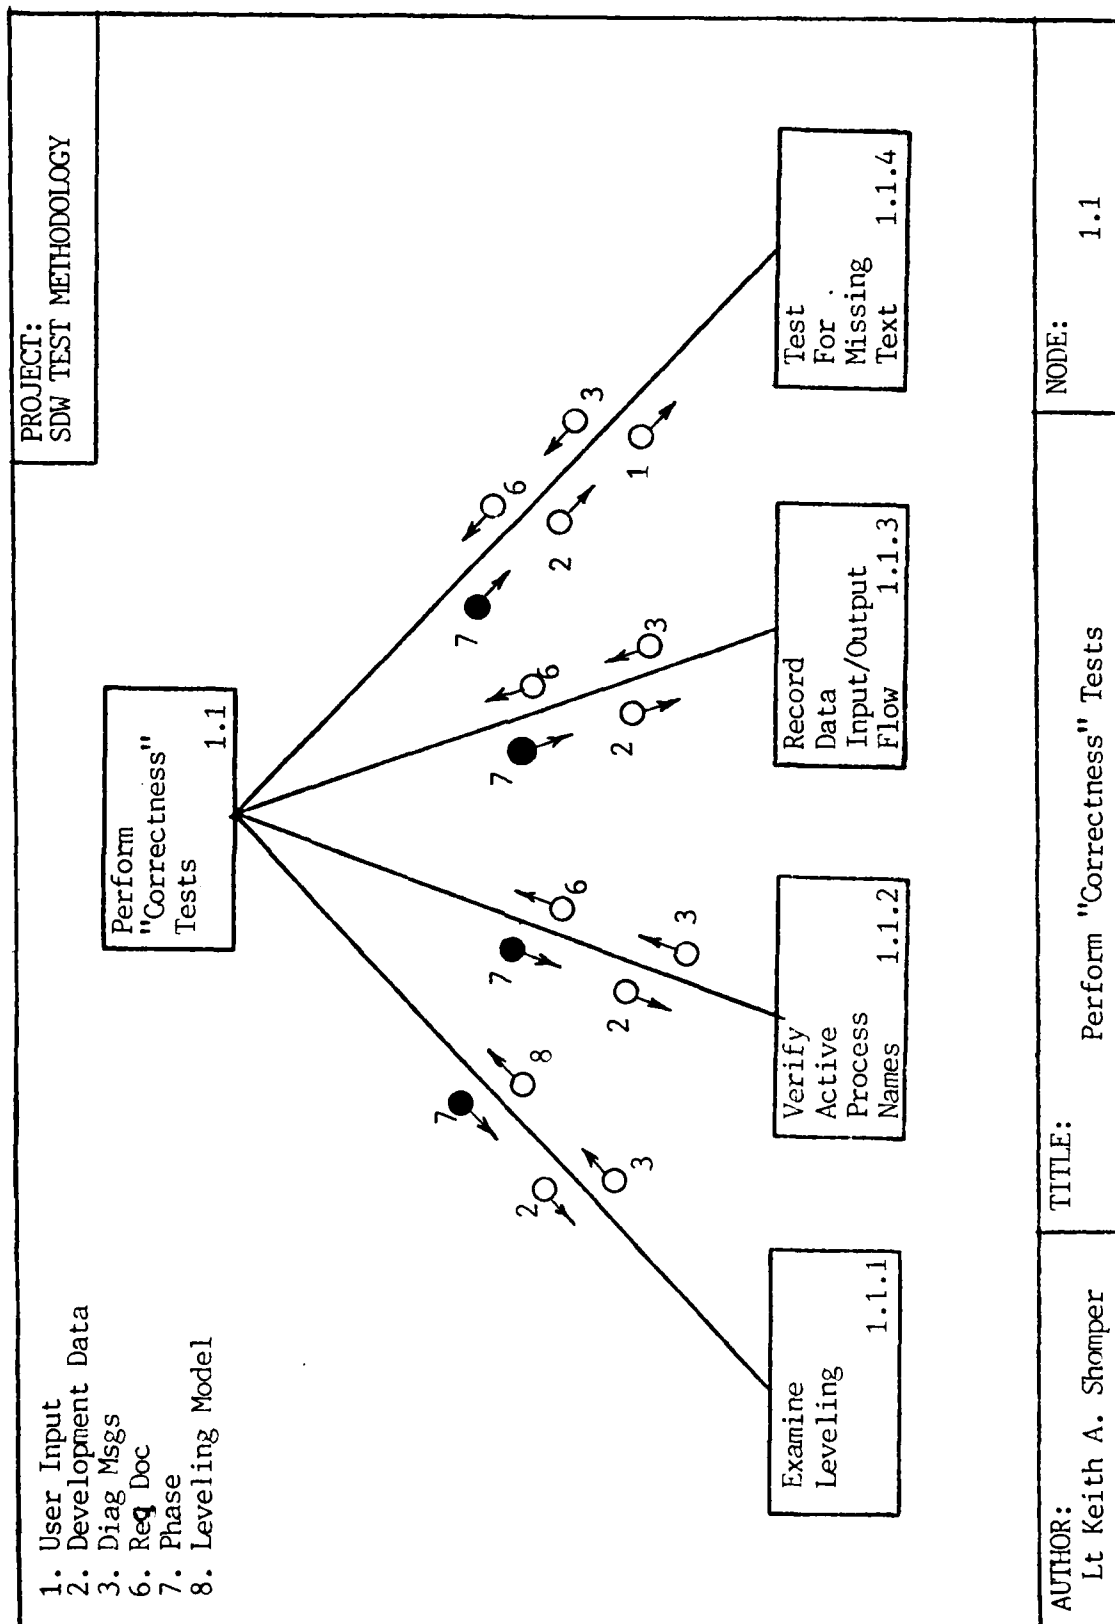 1. User Input
2. Development Data
3. Diag Msgs
6. Req Doc
7. Phase
8. Leveling Model
PROJECT:
SDW TEST METHODOLOGY
Perform
"Correctness"
Tests
1.1
7
8
2
3
7
6
2
3
7
6
2
3
7
6
2
3
1
Examine
Leveling
1.1.1
Verify
Active
Process
Names 1.1.2
Record
Data
Input/Output
Flow 1.1.3
Test
For
Missing
Text 1.1.4
AUTHOR:
Lt Keith A. Shomper
TITLE:
Perform "Correctness" Tests
NODE:
1.1